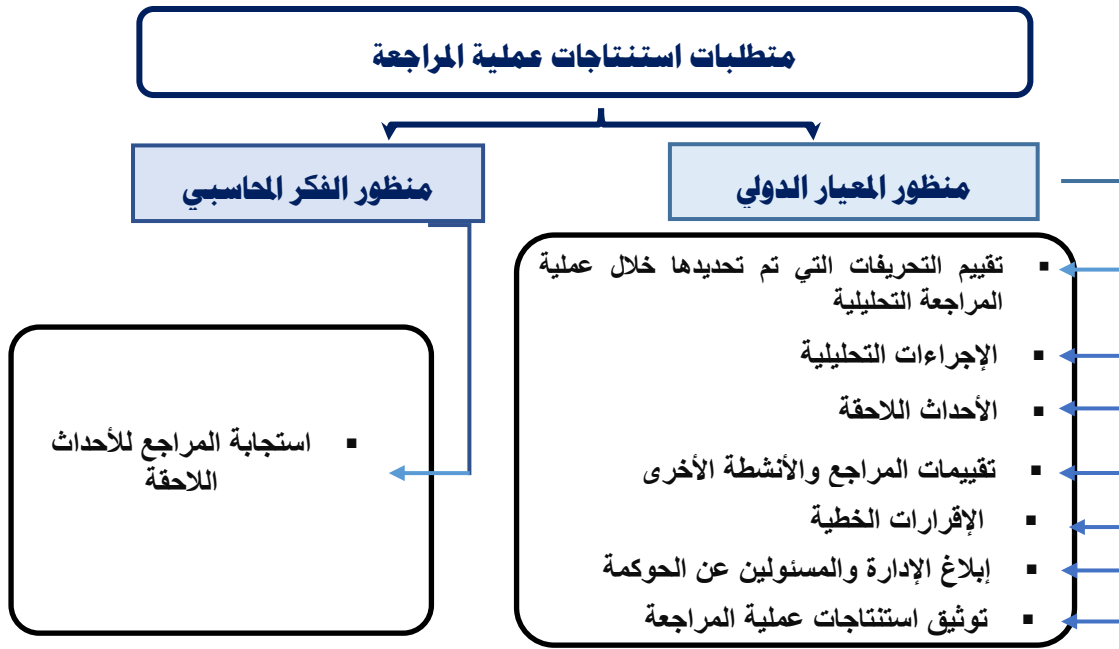 متطلبات استنتاجات عملية المراجعة
منظور المعيار الدولي
منظور الفكر المحاسبي
▪ تقييم التحريفات التي تم تحديدها خلال عملية
المراجعة التحليلية
▪ الإجراءات التحليلية
▪ الأحداث اللاحقة
▪ تقييمات المراجع والأنشطة الأخرى
▪ الإقرارات الخطية
▪ إبلاغ الإدارة والمسئولين عن الحوكمة
▪ توثيق استنتاجات عملية المراجعة
▪ استجابة المراجع للأحداث
اللاحقة